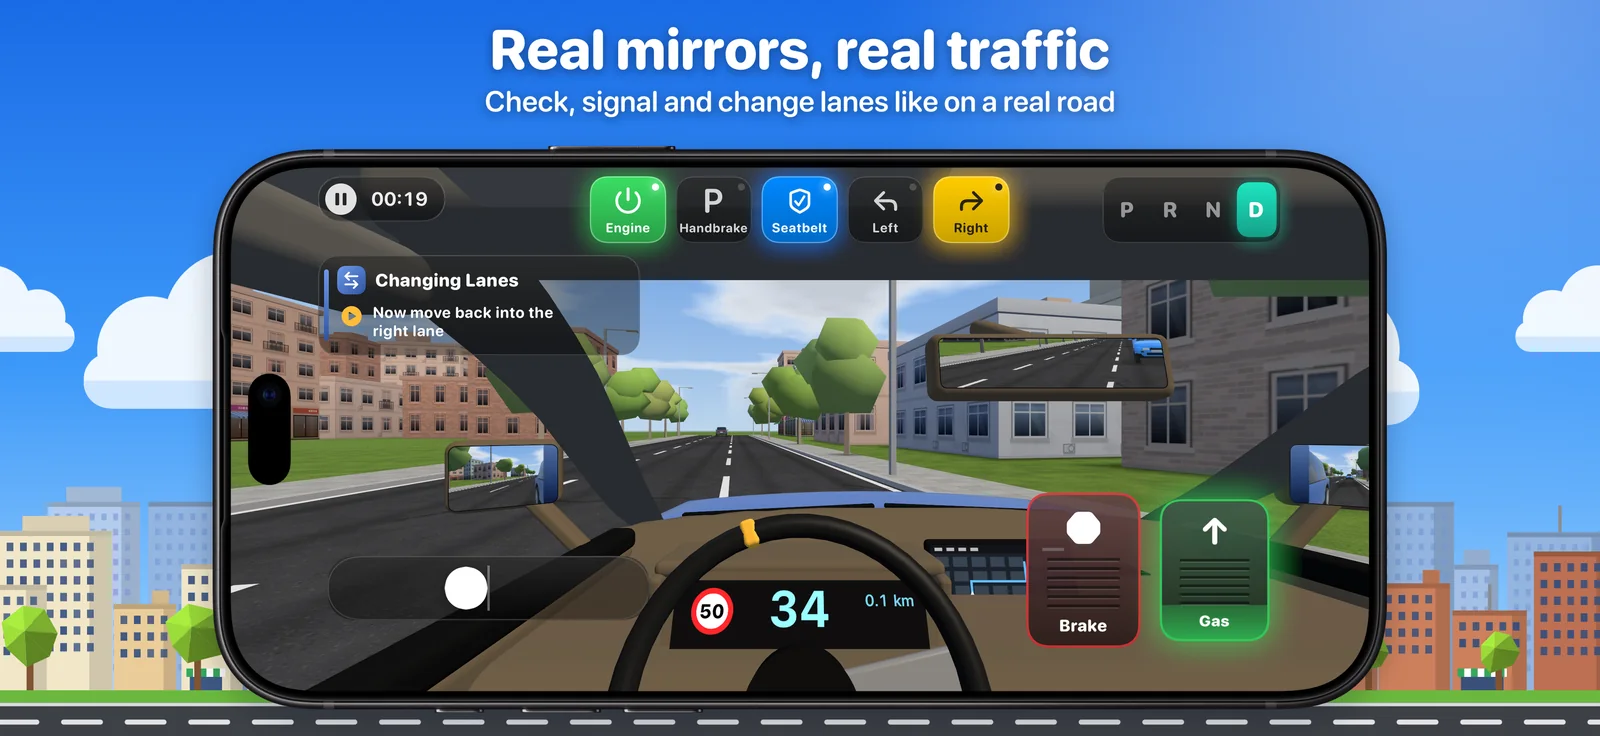 Real mirrors, real traffic
Check, signal and change lanes like on a real road
00:19
Engine
P
Handbrake
Seatbelt
Left
Right
P R N D
Changing Lanes
Now move back into the
right lane
50
34
0.1 km
Brake
Gas